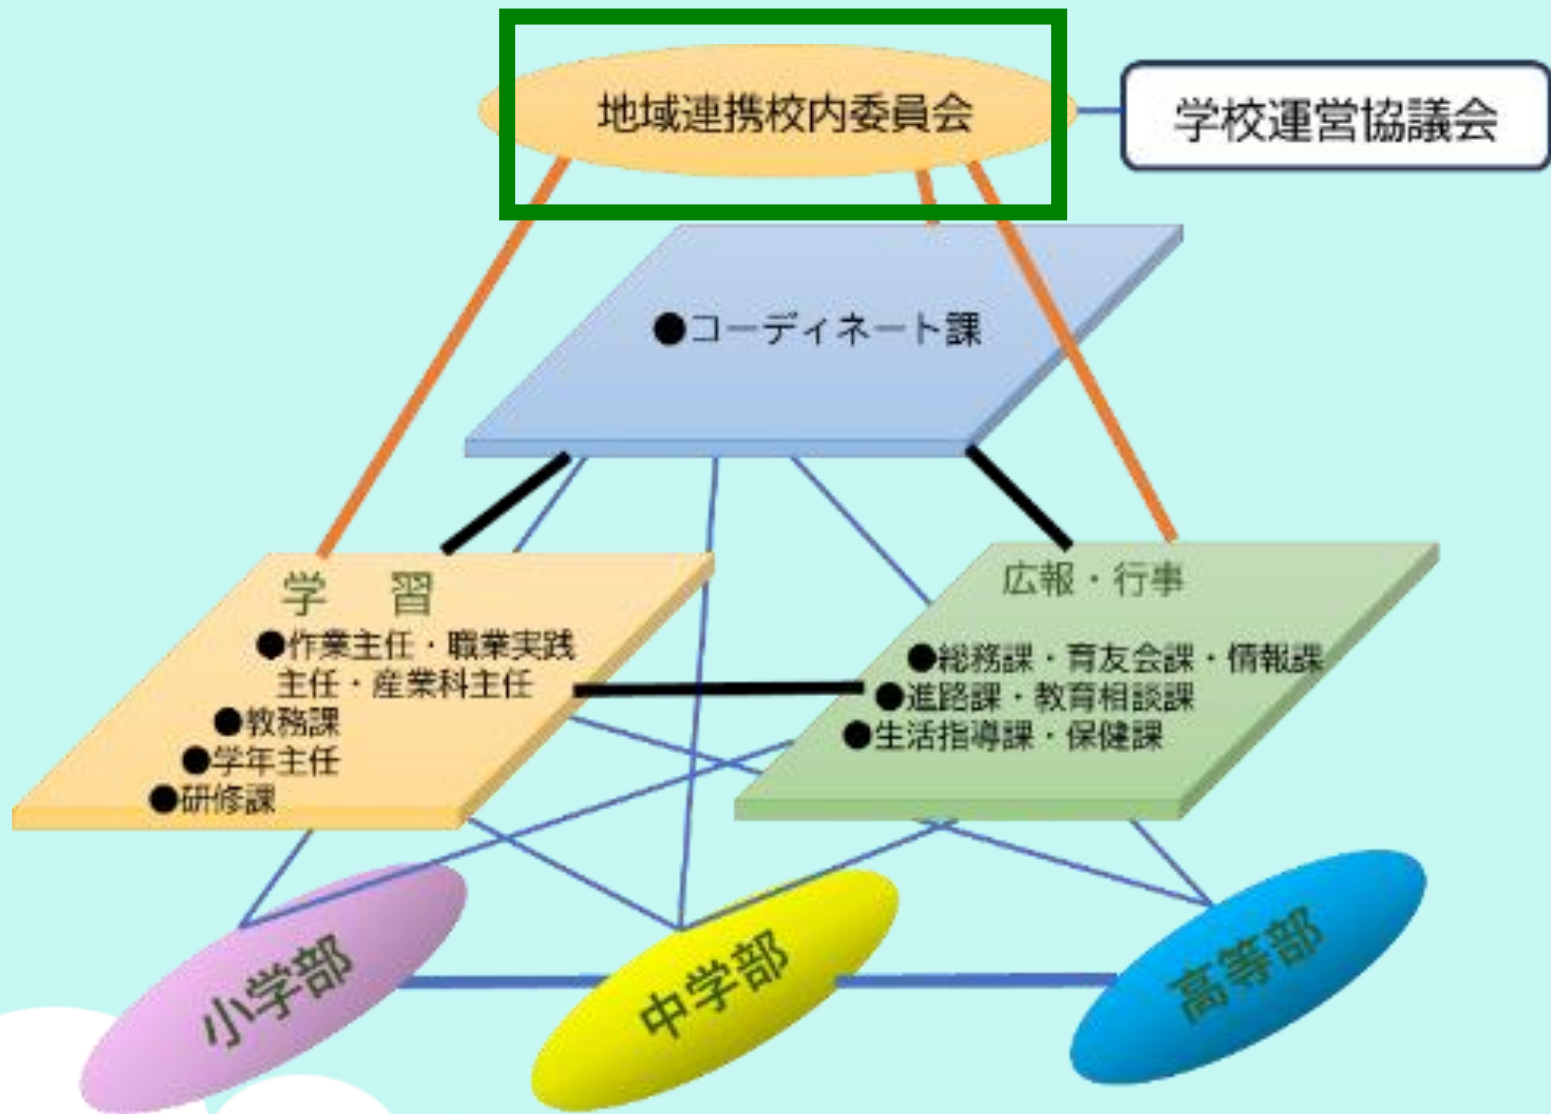 地域連携校内委員会
学校運営協議会
●コーディネート課
学 習
●作業主任・職業実践
主任・産業科主任
●教務課
●学年主任
●研修課
広報・行事
●総務課・育友会課・情報課
●進路課・教育相談課
●生活指導課・保健課
小学部
中学部
高等部